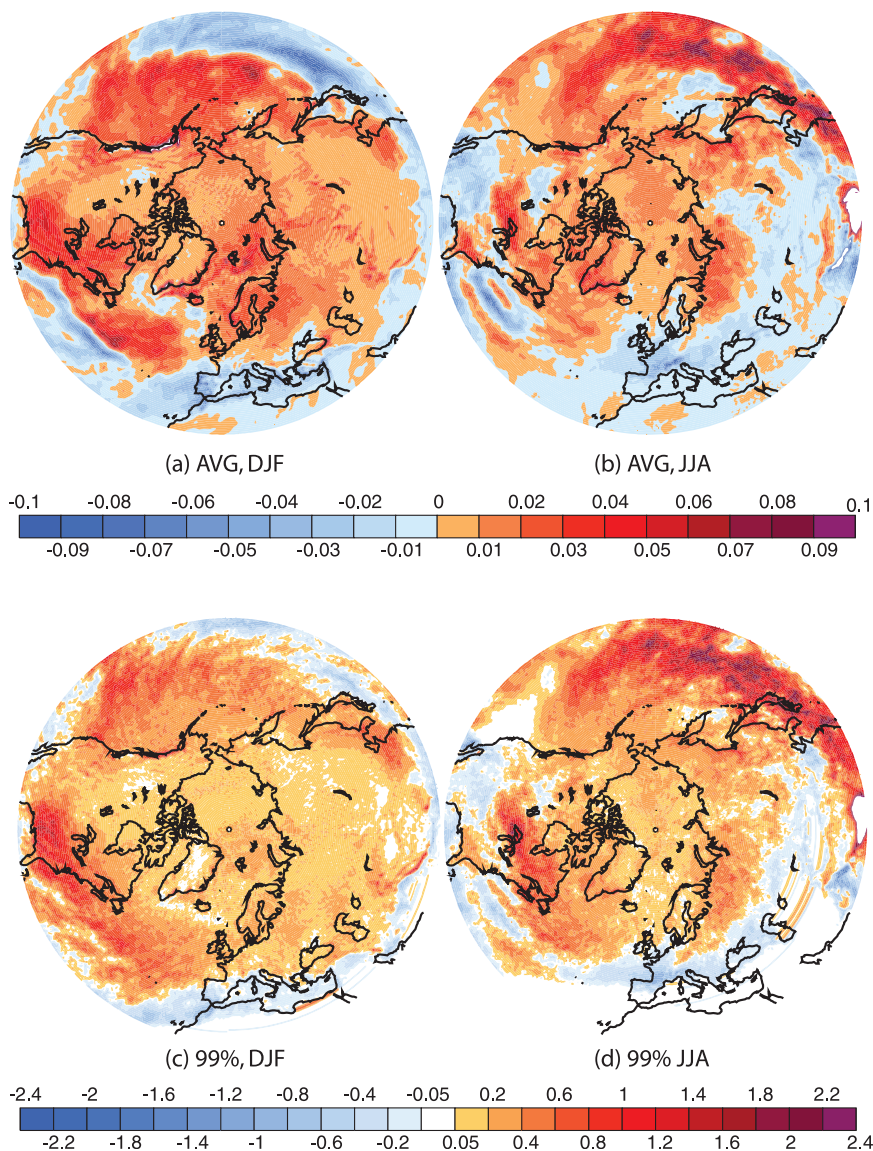 (a) AVG, DJF
(b) AVG, JJA
-0.1 -0.08 -0.06 -0.04 -0.02 0 0.02 0.04 0.06 0.08 0.1
-0.09 -0.07 -0.05 -0.03 -0.01 0.01 0.03 0.05 0.07 0.09
(c) 99%, DJF
(d) 99% JJA
-2.4 -2 -1.6 -1.2 -0.8 -0.4 -0.05 0.2 0.6 1 1.4 1.8 2.2
-2.2 -1.8 -1.4 -1 -0.6 -0.2 0.05 0.4 0.8 1.2 1.6 2 2.4